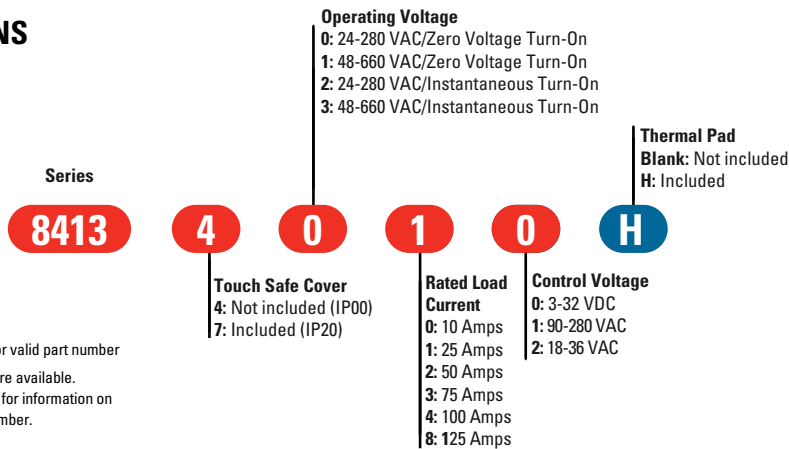 NS
Operating Voltage
0: 24-280 VAC/Zero Voltage Turn-On
1: 48-660 VAC/Zero Voltage Turn-On
2: 24-280 VAC/Instantaneous Turn-On
3: 48-660 VAC/Instantaneous Turn-On
Thermal Pad
Blank: Not included
H: Included
Series
8413 4 0 1 0 H
Touch Safe Cover
4: Not included (IP00)
7: Included (IP20)
Rated Load
Current
0: 10 Amps
1: 25 Amps
2: 50 Amps
3: 75 Amps
4: 100 Amps
8: 125 Amps
Control Voltage
0: 3-32 VDC
1: 90-280 VAC
2: 18-36 VAC
or valid part number
re available.
for information on
mber.